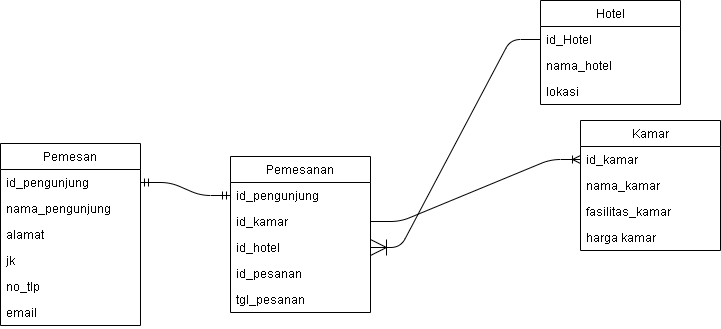 Hotel
id_Hotel
nama_hotel
lokasi
Kamar
id_kamar
nama_kamar
fasilitas_kamar
harga kamar
Pemesan
id_pengunjung
nama_pengunjung
alamat
jk
no_tlp
email
Pemesanan
id_pengunjung
id_kamar
id_hotel
id_pesanan
tgl_pesanan